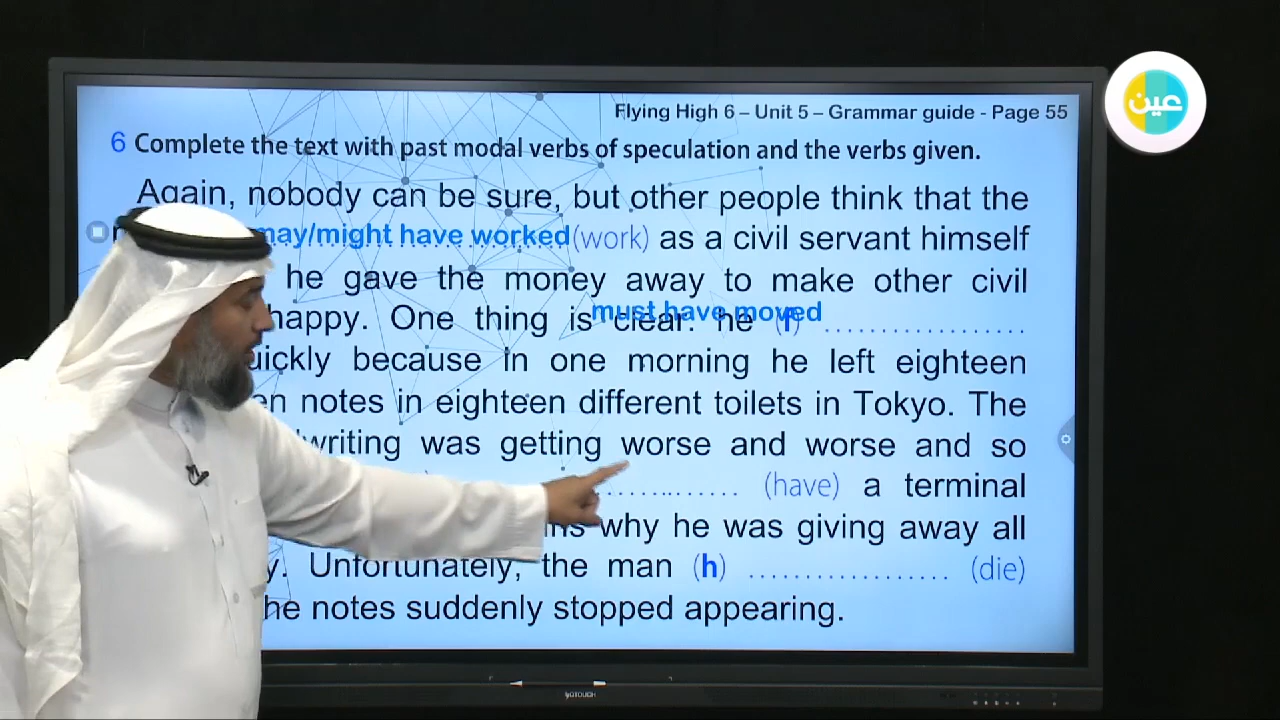 عين
Flying High 6 – Unit 5 – Grammar guide - Page 55
6 Complete the text with past modal verbs of speculation and the verbs given.
Again, nobody can be sure, but other people think that the
may/might have worked (work) as a civil servant himself
he gave the money away to make other civil
happy. One thing is clear: he (f) ....................
must have moved
because in one morning he left eighteen
notes in eighteen different toilets in Tokyo. The
was getting worse and worse and so
............... (have) a terminal
why he was giving away all
Unfortunately, the man (h) .................... (die)
notes suddenly stopped appearing.
IQTOUCH